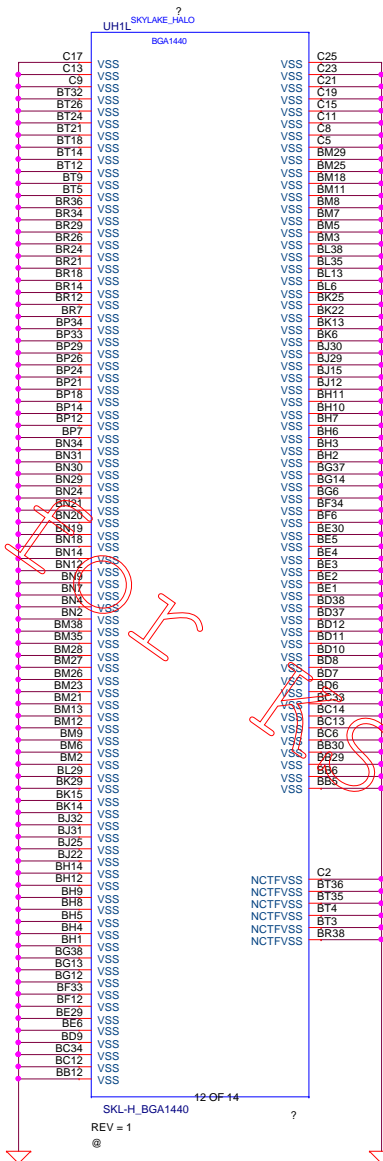 ?
UH1L SKYLAKE_HALO
BGA1440
C17 VSS VSS C25
C13 VSS VSS C23
C9 VSS VSS C21
BT32 VSS VSS C19
BT26 VSS VSS C15
BT24 VSS VSS C11
BT21 VSS VSS C8
BT18 VSS VSS C5
BT14 VSS VSS BM29
BT12 VSS VSS BM25
BT9 VSS VSS BM18
BT5 VSS VSS BM11
BR36 VSS VSS BM8
BR34 VSS VSS BM7
BR29 VSS VSS BM5
BR26 VSS VSS BM3
BR24 VSS VSS BL38
BR21 VSS VSS BL35
BR18 VSS VSS BL13
BR14 VSS VSS BL6
BR12 VSS VSS BK25
BR7 VSS VSS BK22
BP34 VSS VSS BK13
BP33 VSS VSS BK6
BP29 VSS VSS BJ30
BP26 VSS VSS BJ29
BP24 VSS VSS BJ15
BP21 VSS VSS BJ12
BP18 VSS VSS BH11
BP14 VSS VSS BH10
BP12 VSS VSS BH7
BP7 VSS VSS BH6
BN34 VSS VSS BH3
BN31 VSS VSS BH2
BN30 VSS VSS BG37
BN29 VSS VSS BG14
BN24 VSS VSS BG6
BN21 VSS VSS BF34
BN20 VSS VSS BF6
BN19 VSS VSS BE30
BN18 VSS VSS BE5
BN14 VSS VSS BE4
BN12 VSS VSS BE3
BN9 VSS VSS BE2
BN7 VSS VSS BE1
BN4 VSS VSS BD38
BN2 VSS VSS BD37
BM38 VSS VSS BD12
BM35 VSS VSS BD11
BM28 VSS VSS BD10
BM27 VSS VSS BD8
BM26 VSS VSS BD7
BM23 VSS VSS BD6
BM21 VSS VSS BC33
BM13 VSS VSS BC14
BM12 VSS VSS BC13
BM9 VSS VSS BC6
BM6 VSS VSS BB30
BM2 VSS VSS BB29
BL29 VSS VSS BB6
BK29 VSS VSS BB5
BK15 VSS
BK14 VSS
BJ32 VSS
BJ31 VSS
BJ25 VSS
BJ22 VSS
BH14 VSS NCTFVSS C2
BH12 VSS NCTFVSS BT36
BH9 VSS NCTFVSS BT35
BH8 VSS NCTFVSS BT4
BH5 VSS NCTFVSS BT3
BH4 VSS NCTFVSS BR38
BH1 VSS
BG38 VSS
BG13 VSS
BG12 VSS
BF33 VSS
BF12 VSS
BE29 VSS
BE6 VSS
BD9 VSS
BC34 VSS
BC12 VSS
BB12 VSS
12 OF 14
SKL-H_BGA1440 ?
REV = 1
@